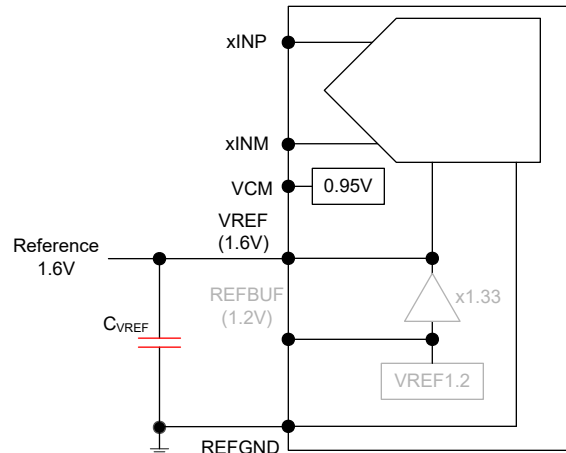 xINP
xINM
VCM
0.95V
VREF
(1.6V)
Reference
1.6V
REFBUF
(1.2V)
x1.33
CVREF
VREF1.2
REFGND